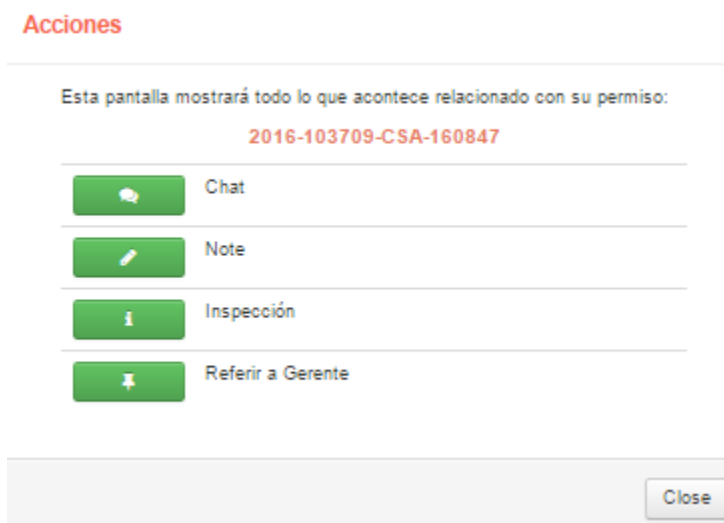 Acciones
Esta pantalla mostrará todo lo que acontece relacionado con su permiso:
2016-103709-CSA-160847
Chat
Note
Inspección
Referir a Gerente
Close